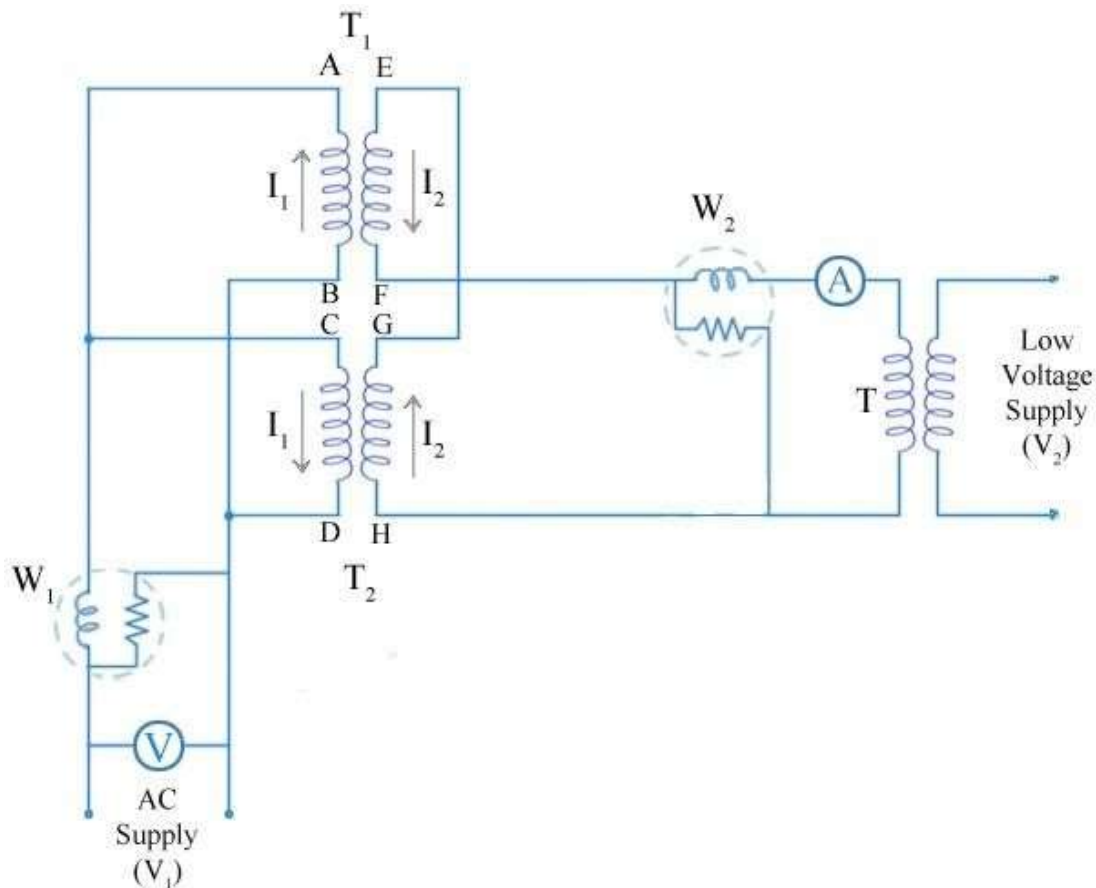 T₁
A E
I₁ I₂
W₂
A
B F
C G
Low
Voltage
Supply
(V₂)
T
I₁ I₂
D H
T₂
W₁
V
AC
Supply
(V₁)